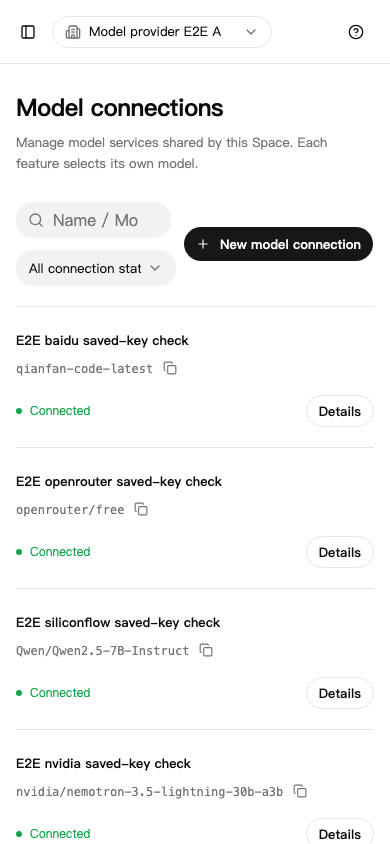 Model provider E2E A
Model connections
Manage model services shared by this Space. Each
feature selects its own model.
Name / Mo
New model connection
All connection stat
E2E baidu saved-key check
qianfan-code-latest
Connected
Details
E2E openrouter saved-key check
openrouter/free
Connected
Details
E2E siliconflow saved-key check
Qwen/Qwen2.5-7B-Instruct
Connected
Details
E2E nvidia saved-key check
nvidia/nemotron-3.5-lightning-30b-a3b
Connected
Details